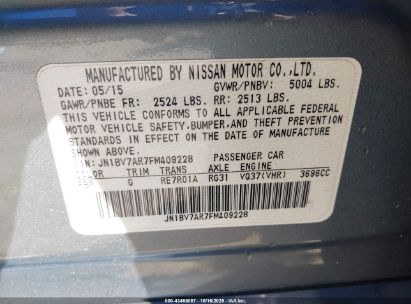 MANUFACTURED BY NISSAN MOTOR CO.,LTD.
DATE: 05/15 GVWR/PNBV: 5004 LBS.
GAWR/PNBE FR: 2524 LBS. RR: 2513 LBS.
THIS VEHICLE CONFORMS TO ALL APPLICABLE FEDERAL
MOTOR VEHICLE SAFETY, BUMPER, AND THEFT PREVENTION
STANDARDS IN EFFECT ON THE DATE OF MANUFACTURE
SHOWN ABOVE.
VIN: JN1BV7AR7FM409228 PASSENGER CAR
COLOR TRIM TRANS AXLE ENGINE
G RE7R01A RG31 VQ37(VHR) 3696CC
JN1BV7AR7FM409228